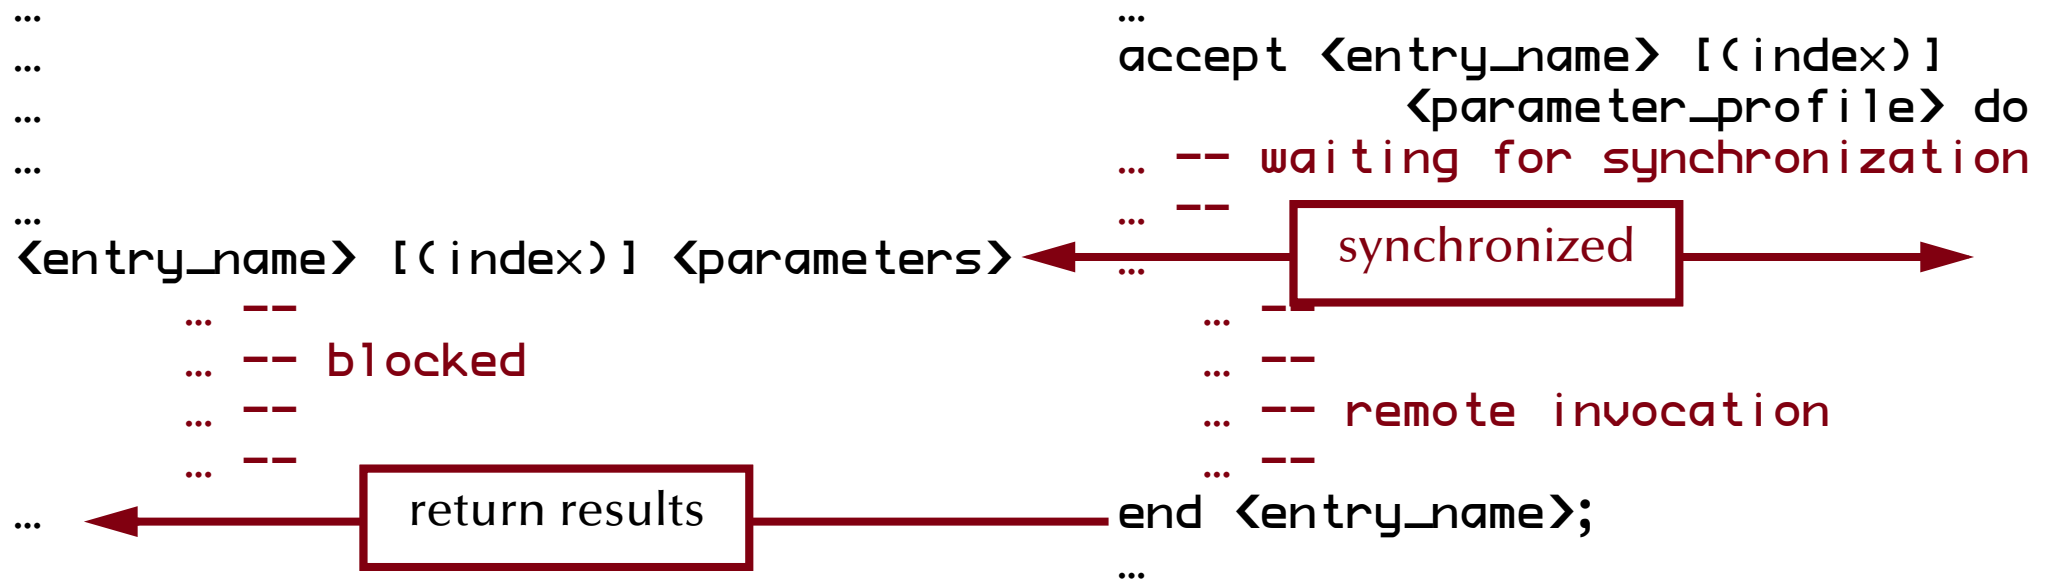 …
…
…
…
…
<entry_name> [(index)] <parameters>
… --
… -- blocked
… --
… --
return results
…
…
accept <entry_name> [(index)]
<parameter_profile> do
… -- waiting for synchronization
… --
synchronized
…
… --
… --
… -- remote invocation
… --
end <entry_name>;
…